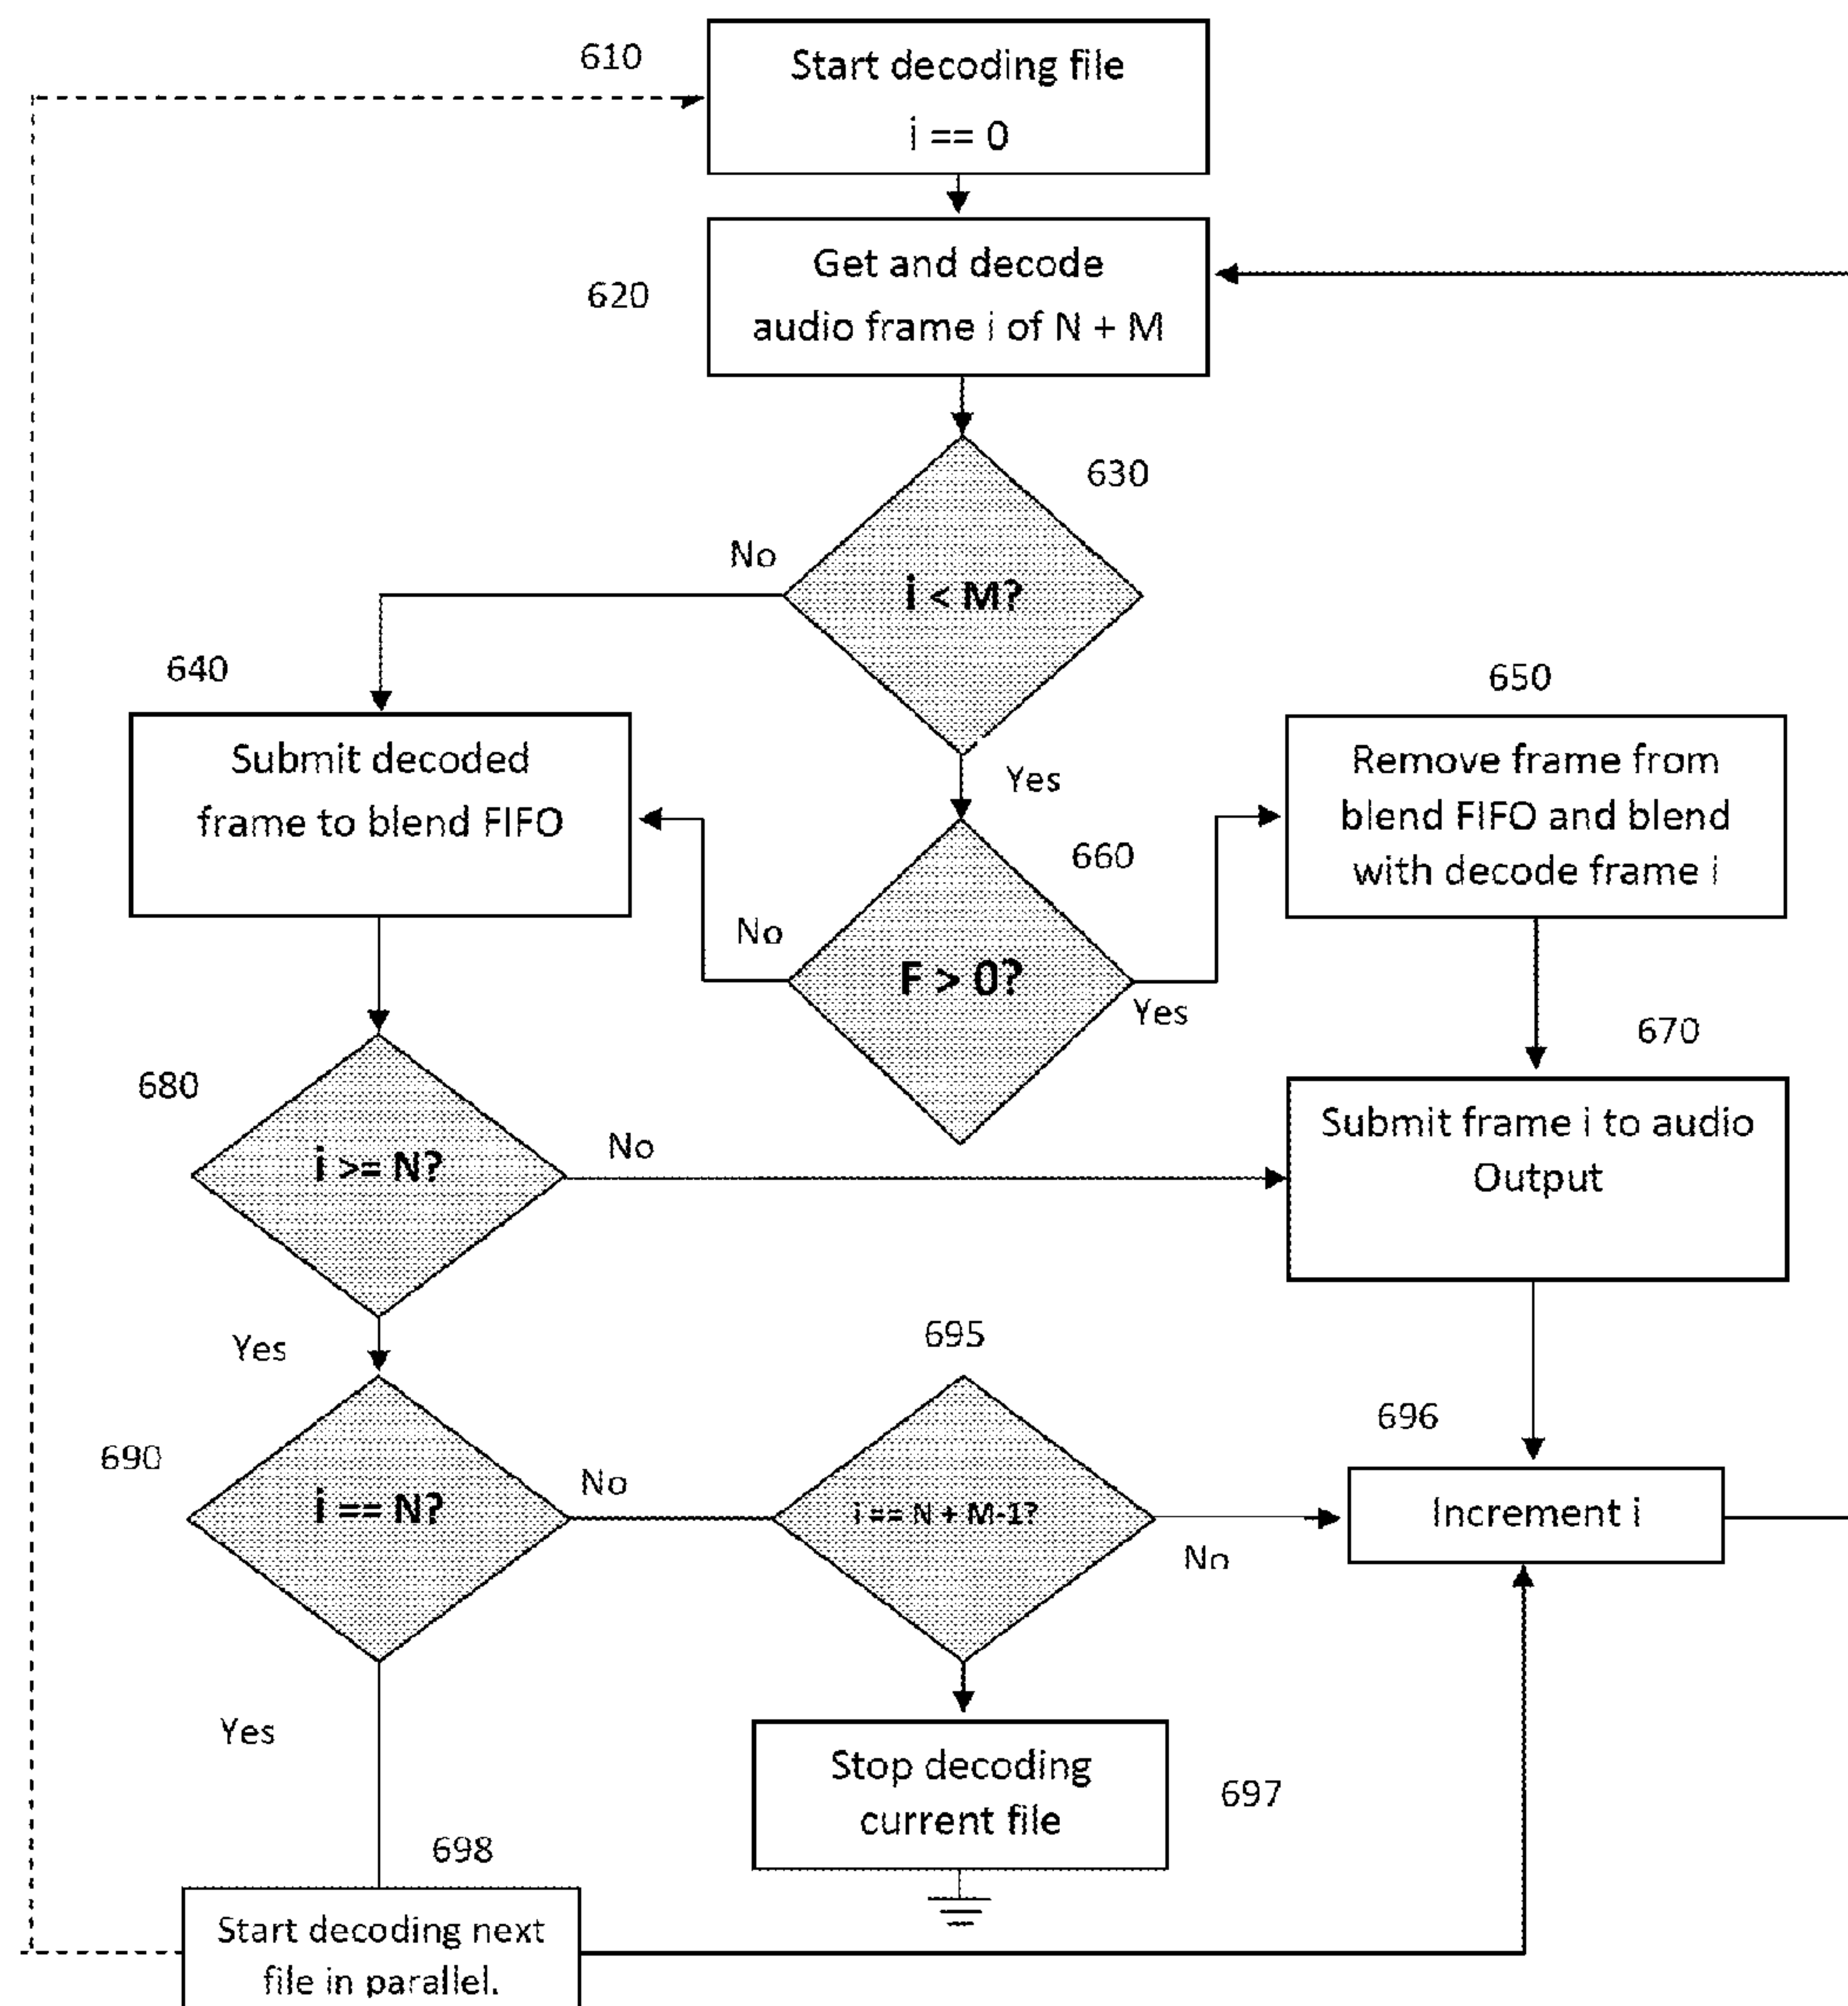 610
Start decoding file
i == 0
620
Get and decode
audio frame i of N + M
630
i < M?
No
Yes
640
Submit decoded
frame to blend FIFO
650
Remove frame from
blend FIFO and blend
with decode frame i
660
F > 0?
No
Yes
670
Submit frame i to audio
Output
680
i >= N?
No
Yes
690
i == N?
No
Yes
695
i == N + M-1?
No
696
Increment i
697
Stop decoding
current file
698
Start decoding next
file in parallel.